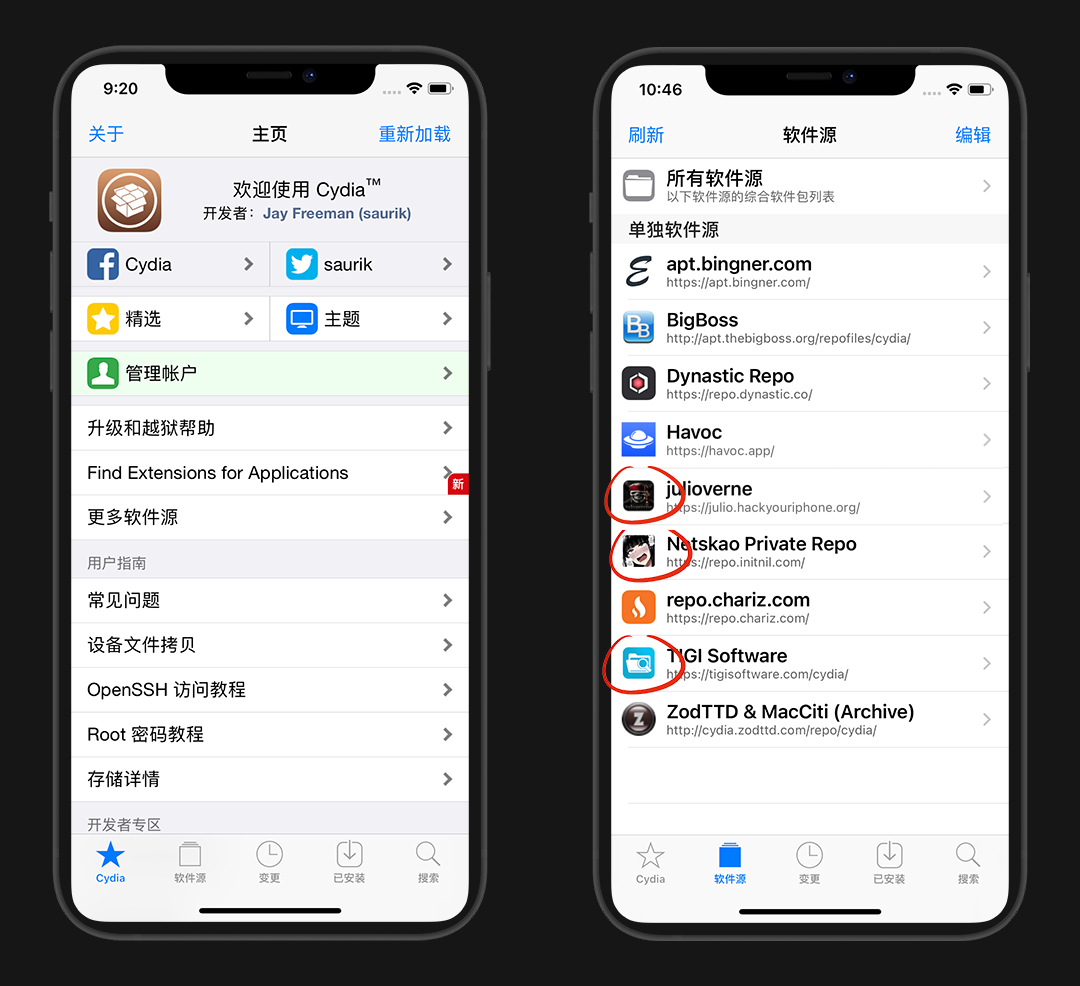 9:20
关于
主页
重新加载
欢迎使用 Cydia™
开发者: Jay Freeman (saurik)
Cydia
saurik
精选
主题
管理帐户
升级和越狱帮助
Find Extensions for Applications
新
更多软件源
用户指南
常见问题
设备文件拷贝
OpenSSH 访问教程
Root 密码教程
存储详情
开发者专区
Cydia
软件源
变更
已安装
搜索
10:46
刷新
软件源
编辑
所有软件源
以下软件源的综合软件包列表
单独软件源
apt.bingner.com
https://apt.bingner.com/
BigBoss
http://apt.thebigboss.org/repofiles/cydia/
Dynastic Repo
https://repo.dynastic.co/
Havoc
https://havoc.app/
julioverne
https://julio.hackyouriphone.org/
Netskao Private Repo
https://repo.initnil.com/
repo.chariz.com
https://repo.chariz.com/
TIGI Software
https://tigisoftware.com/cydia/
ZodTTD & MacCiti (Archive)
http://cydia.zodttd.com/repo/cydia/
Cydia
软件源
变更
已安装
搜索